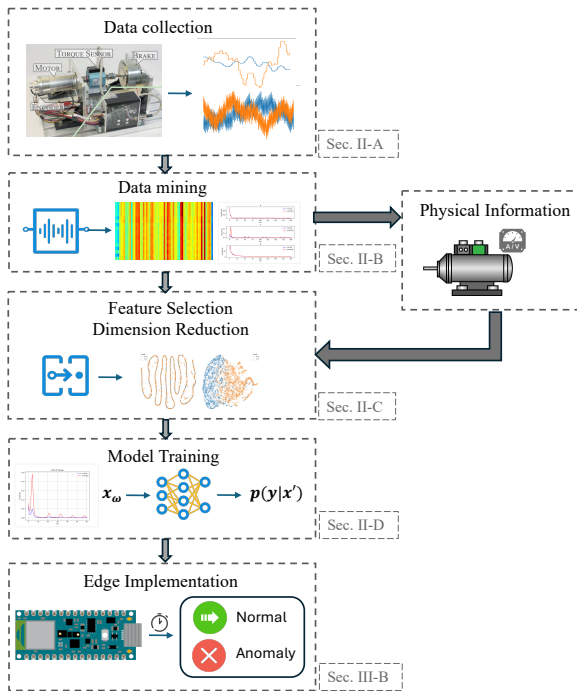 Data collection
TORQUE SENSOR
BRAKE
MOTOR
ENCODER
Sec. II-A
Data mining
Sec. II-B
Physical Information
A/V
Feature Selection
Dimension Reduction
Sec. II-C
Model Training
xω
p(y|x′)
Sec. II-D
Edge Implementation
Normal
Anomaly
Sec. III-B